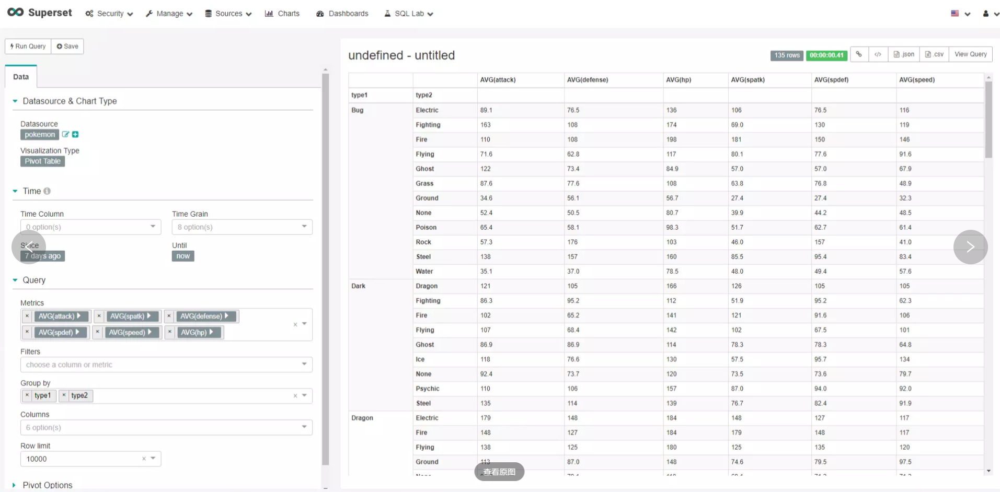 Superset Security Manage Sources Charts Dashboards SQL Lab
Run Query Save
Data
Datasource & Chart Type
Datasource
pokemon
Visualization Type
Pivot Table
Time
Time Column Time Grain
0 option(s) 8 option(s)
Since Until
7 days ago now
Query
Metrics
× AVG(attack) × AVG(spatk) × AVG(defense)
× AVG(spdef) × AVG(speed) × AVG(hp)
Filters
choose a column or metric
Group by
× type1 × type2
Columns
6 option(s)
Row limit
10000
Pivot Options
undefined - untitled
135 rows 00:00:00.41 .json .csv View Query
AVG(attack) AVG(defense) AVG(hp) AVG(spatk) AVG(spdef) AVG(speed)
type1 type2
Bug Electric 89.1 76.5 136 106 76.5 116
Fighting 163 108 174 69.0 130 119
Fire 110 108 198 181 150 146
Flying 71.6 62.8 117 80.1 77.6 91.6
Ghost 122 73.4 84.9 57.0 57.0 67.9
Grass 87.6 77.6 108 63.8 76.8 48.9
Ground 34.6 56.1 56.7 27.4 27.4 32.3
None 52.4 50.5 80.7 39.9 44.2 48.5
Poison 65.4 58.1 98.3 51.7 62.7 61.4
Rock 57.3 176 103 46.0 157 41.0
Steel 138 157 160 85.5 95.4 83.4
Water 35.1 37.0 78.5 48.0 49.4 57.6
Dark Dragon 121 105 166 126 105 105
Fighting 86.3 95.2 112 51.9 95.2 62.3
Fire 102 65.2 141 121 91.6 106
Flying 107 68.4 142 102 67.5 101
Ghost 86.9 86.9 114 78.3 78.3 64.8
Ice 118 76.6 130 57.5 95.7 134
None 92.4 73.7 120 73.5 73.6 79.7
Psychic 110 106 157 87.0 94.0 92.0
Steel 135 114 139 76.7 82.4 91.9
Dragon Electric 179 148 184 148 127 117
Fire 148 127 184 179 148 117
Flying 138 125 180 125 135 120
Ground 113 87.0 148 74.6 79.5 97.5
查看原图